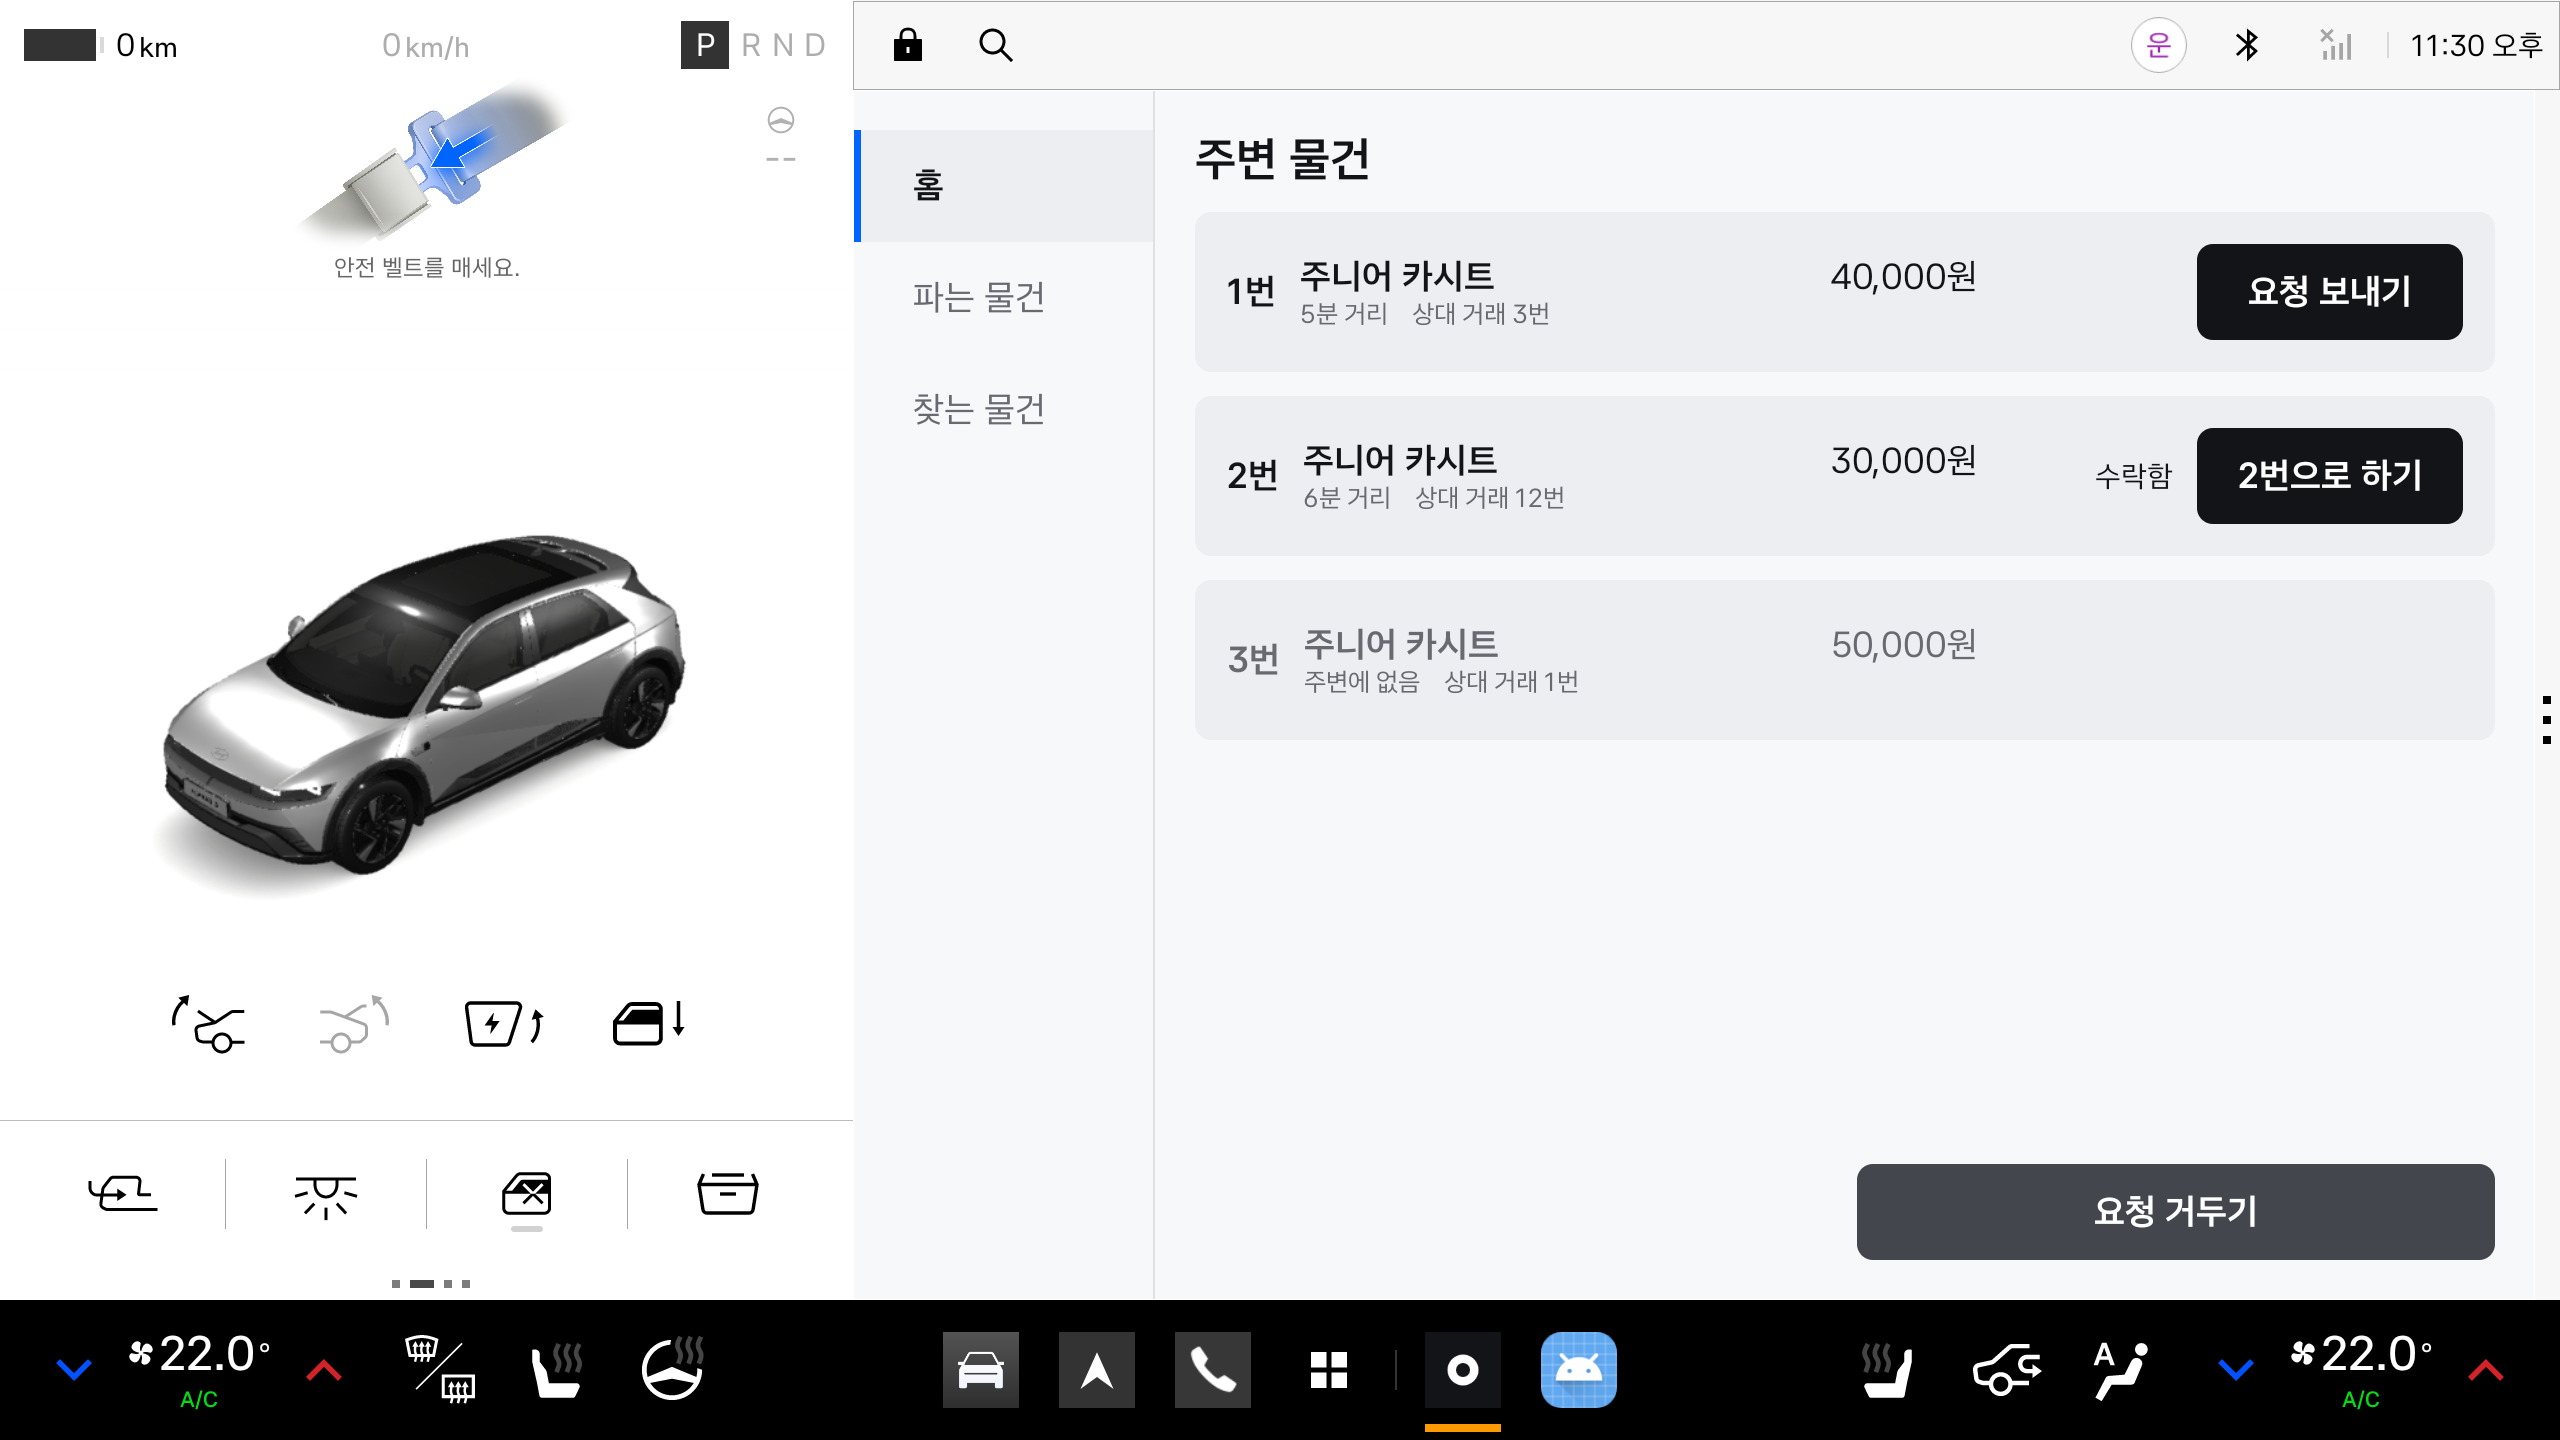 0 km
0 km/h
P R N D
안전 벨트를 매세요.
--
운
11:30 오후
홈
파는 물건
찾는 물건
주변 물건
1번
주니어 카시트
5분 거리 상대 거래 3번
40,000원
요청 보내기
2번
주니어 카시트
6분 거리 상대 거래 12번
30,000원
수락함
2번으로 하기
3번
주니어 카시트
주변에 없음 상대 거래 1번
50,000원
요청 거두기
22.0°
A/C
A
22.0°
A/C